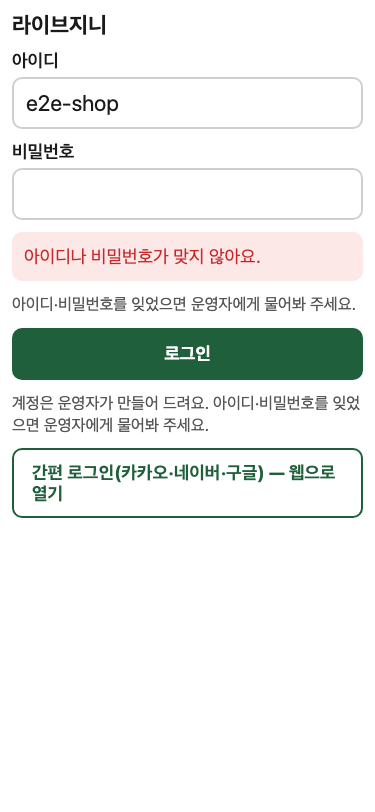 라이브지니
아이디
e2e-shop
비밀번호
아이디나 비밀번호가 맞지 않아요.
아이디·비밀번호를 잊었으면 운영자에게 물어봐 주세요.
로그인
계정은 운영자가 만들어 드려요. 아이디·비밀번호를 잊었
으면 운영자에게 물어봐 주세요.
간편 로그인(카카오·네이버·구글) — 웹으로
열기